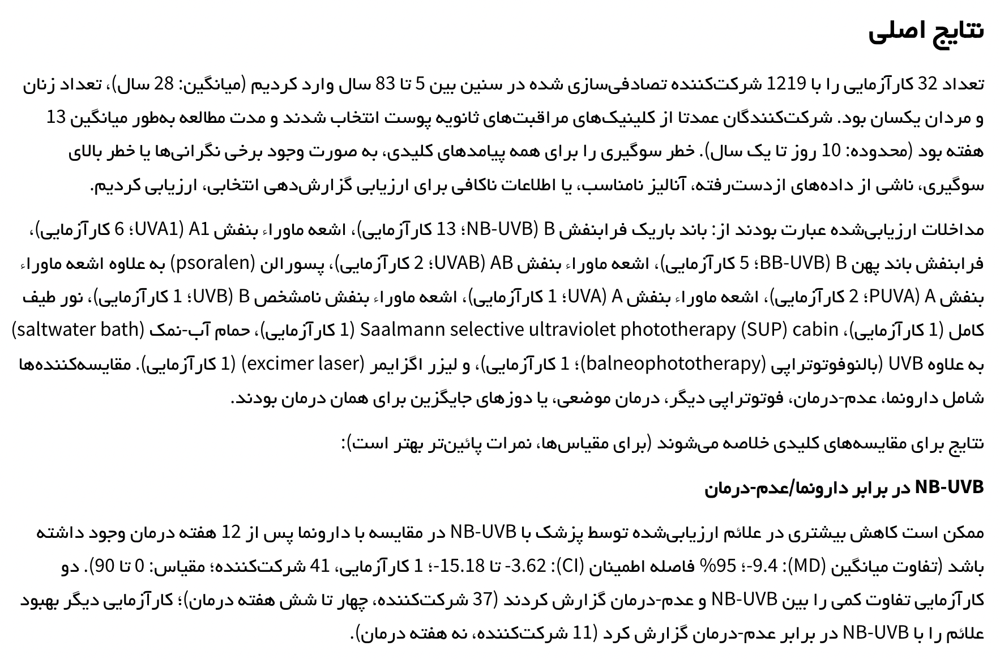 نتایج اصلی
تعداد 32 کارآزمایی را با 1219 شرکت‌کننده تصادفی‌سازی شده در سنین بین 5 تا 83 سال وارد کردیم (میانگین: 28 سال)، تعداد زنان
و مردان یکسان بود. شرکت‌کنندگان عمدتا از کلینیک‌های مراقبت‌های ثانویه پوست انتخاب شدند و مدت مطالعه به‌طور میانگین 13
هفته بود (محدوده: 10 روز تا یک سال). خطر سوگیری را برای همه پیامدهای کلیدی، به صورت وجود برخی نگرانی‌ها یا خطر بالای
سوگیری، ناشی از داده‌های ازدست‌رفته، آنالیز نامناسب، یا اطلاعات ناکافی برای ارزیابی گزارش‌دهی انتخابی، ارزیابی کردیم.
مداخلات ارزیابی‌شده عبارت بودند از: باند باریک فرابنفش B (NB-UVB؛ 13 کارآزمایی)، اشعه ماوراء بنفش A1 (UVA1؛ 6 کارآزمایی)،
فرابنفش باند پهن B (BB-UVB؛ 5 کارآزمایی)، اشعه ماوراء بنفش AB (UVAB؛ 2 کارآزمایی)، پسورالن (psoralen) به علاوه اشعه ماوراء
بنفش A (PUVA؛ 2 کارآزمایی)، اشعه ماوراء بنفش A (UVA؛ 1 کارآزمایی)، اشعه ماوراء بنفش نامشخص B (UVB؛ 1 کارآزمایی)، نور طیف
کامل (1 کارآزمایی)، Saalmann selective ultraviolet phototherapy (SUP) cabin (1 کارآزمایی)، حمام آب-نمک (saltwater bath)
به علاوه UVB (بالنوفوتوتراپی (balneophototherapy)؛ 1 کارآزمایی)، و لیزر اگزایمر (excimer laser) (1 کارآزمایی). مقایسه‌کننده‌ها
شامل دارونما، عدم-درمان، فوتوتراپی دیگر، درمان موضعی، یا دوزهای جایگزین برای همان درمان بودند.
نتایج برای مقایسه‌های کلیدی خلاصه می‌شوند (برای مقیاس‌ها، نمرات پائین‌تر بهتر است):
NB-UVB در برابر دارونما/عدم-درمان
ممکن است کاهش بیشتری در علائم ارزیابی‌شده توسط پزشک با NB-UVB در مقایسه با دارونما پس از 12 هفته درمان وجود داشته
باشد (تفاوت میانگین (MD): 9.4-؛ 95% فاصله اطمینان (CI): 3.62- تا 15.18-؛ 1 کارآزمایی، 41 شرکت‌کننده؛ مقیاس: 0 تا 90). دو
کارآزمایی تفاوت کمی را بین NB-UVB و عدم-درمان گزارش کردند (37 شرکت‌کننده، چهار تا شش هفته درمان)؛ کارآزمایی دیگر بهبود
علائم را با NB-UVB در برابر عدم-درمان گزارش کرد (11 شرکت‌کننده، نه هفته درمان).